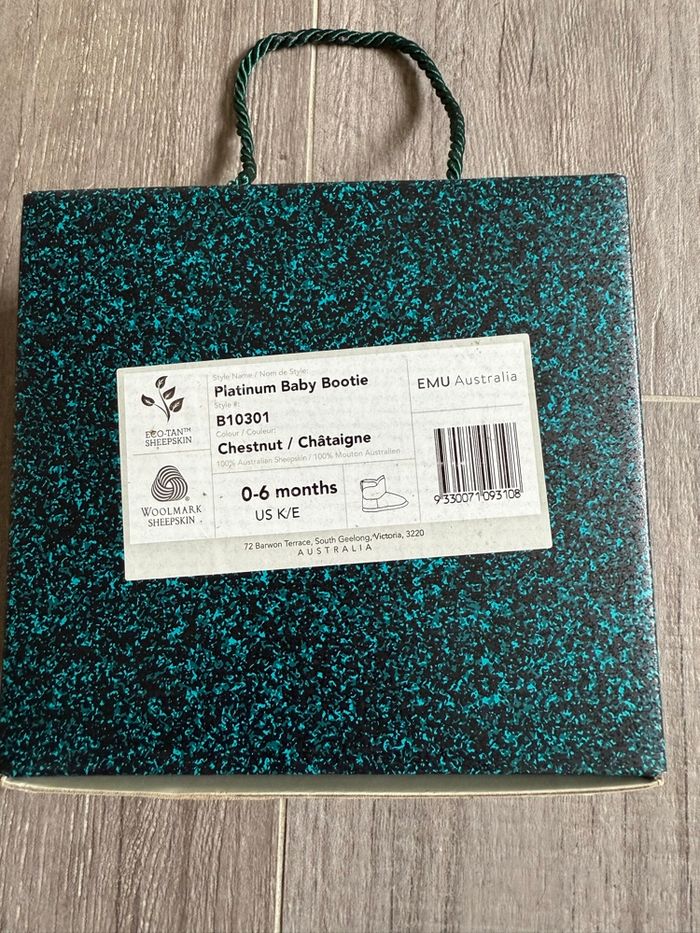 ECO-TAN™
SHEEPSKIN
WOOLMARK
SHEEPSKIN
Style Name / Nom de Style:
Platinum Baby Bootie
Style #:
B10301
Colour / Couleur:
Chestnut / Châtaigne
100% Australian Sheepskin / 100% Mouton Australien
0-6 months
US K/E
EMU Australia
9 330071 093108
72 Barwon Terrace, South Geelong, Victoria, 3220
AUSTRALIA